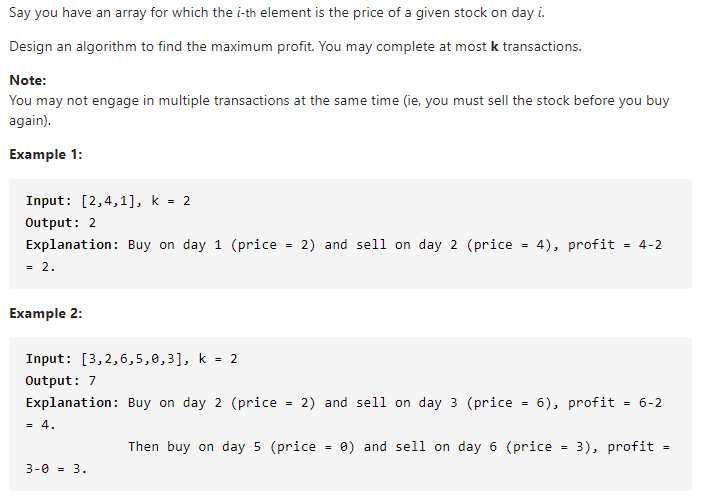 Say you have an array for which the i-th element is the price of a given stock on day i.
Design an algorithm to find the maximum profit. You may complete at most k transactions.
Note:
You may not engage in multiple transactions at the same time (ie, you must sell the stock before you buy
again).
Example 1:
Input: [2,4,1], k = 2
Output: 2
Explanation: Buy on day 1 (price = 2) and sell on day 2 (price = 4), profit = 4-2
= 2.
Example 2:
Input: [3,2,6,5,0,3], k = 2
Output: 7
Explanation: Buy on day 2 (price = 2) and sell on day 3 (price = 6), profit = 6-2
= 4.
Then buy on day 5 (price = 0) and sell on day 6 (price = 3), profit =
3-0 = 3.